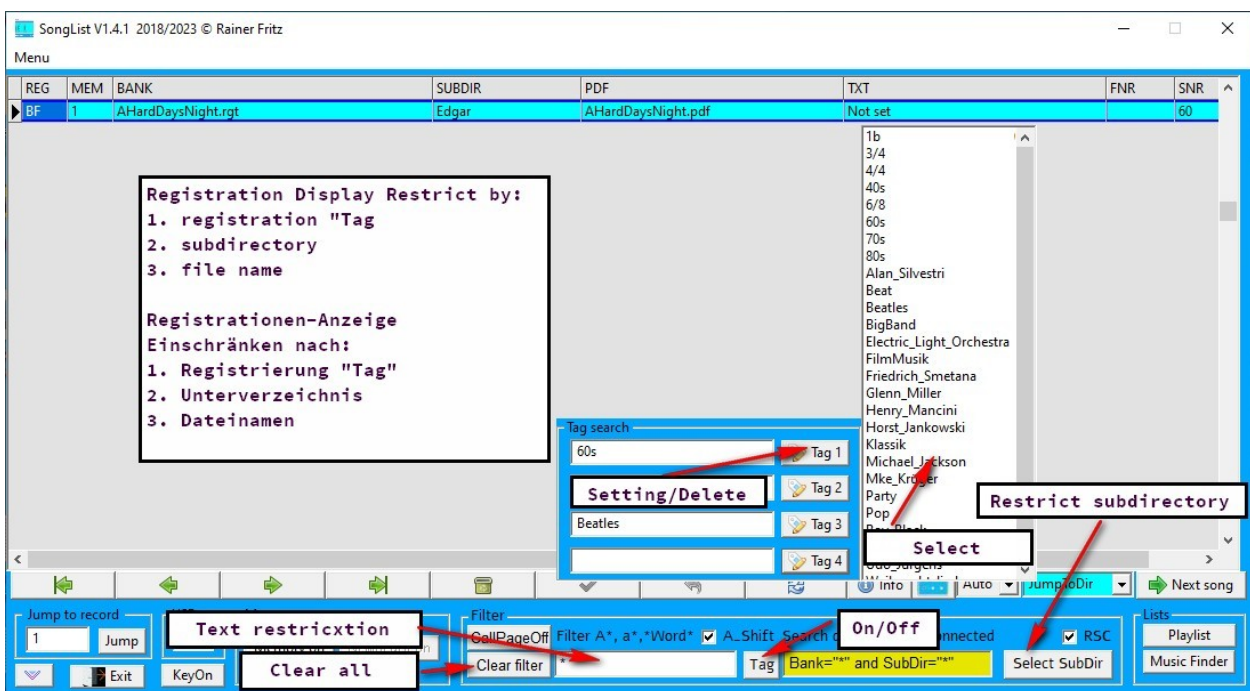 SongList V1.4.1 2018/2023 © Rainer Fritz
Menu
REG MEM BANK SUBDIR PDF TXT FNR SNR
BF 1 AHardDaysNight.rgt Edgar AHardDaysNight.pdf Not set 60
Registration Display Restrict by:
1. registration "Tag
2. subdirectory
3. file name
Registrationen-Anzeige
Einschränken nach:
1. Registrierung "Tag"
2. Unterverzeichnis
3. Dateinamen
1b
3/4
4/4
40s
6/8
60s
70s
80s
Alan_Silvestri
Beat
Beatles
BigBand
Electric_Light_Orchestra
FilmMusik
Friedrich_Smetana
Glenn_Miller
Henry_Mancini
Horst_Jankowski
Klassik
Michael_Jackson
Mke_Krüger
Party
Pop
Select
Restrict subdirectory
Tag search
60s Tag 1
Setting/Delete Tag 2
Beatles Tag 3
Tag 4
Info Auto JumpToDir Next song
Jump to record
1 Jump
Exit KeyOn
Text restricxtion
Clear all
Filter
CallPageOff Filter A*, a*,*Word* A_Shift Search
On/Off
RSC
Clear filter Tag Bank="*" and SubDir="*" Select SubDir
Lists
Playlist
Music Finder